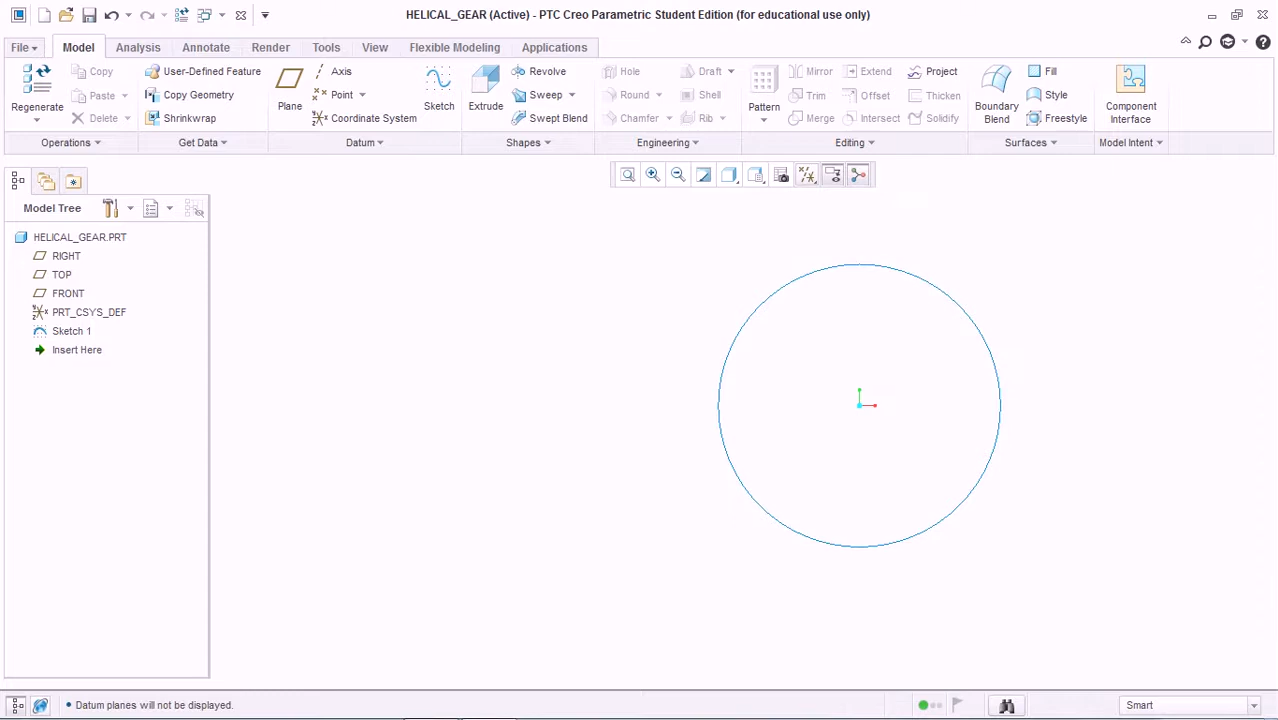 HELICAL_GEAR (Active) - PTC Creo Parametric Student Edition (for educational use only)
File Model Analysis Annotate Render Tools View Flexible Modeling Applications
Regenerate
Copy
Paste
Delete
Operations
User-Defined Feature
Copy Geometry
Shrinkwrap
Get Data
Plane
Axis
Point
Coordinate System
Datum
Sketch
Extrude
Revolve
Sweep
Swept Blend
Shapes
Hole
Round
Chamfer
Draft
Shell
Rib
Engineering
Pattern
Mirror
Trim
Merge
Extend
Offset
Intersect
Project
Thicken
Solidify
Editing
Boundary
Blend
Fill
Style
Freestyle
Surfaces
Component
Interface
Model Intent
Model Tree
HELICAL_GEAR.PRT
RIGHT
TOP
FRONT
PRT_CSYS_DEF
Sketch 1
Insert Here
Datum planes will not be displayed.
Smart